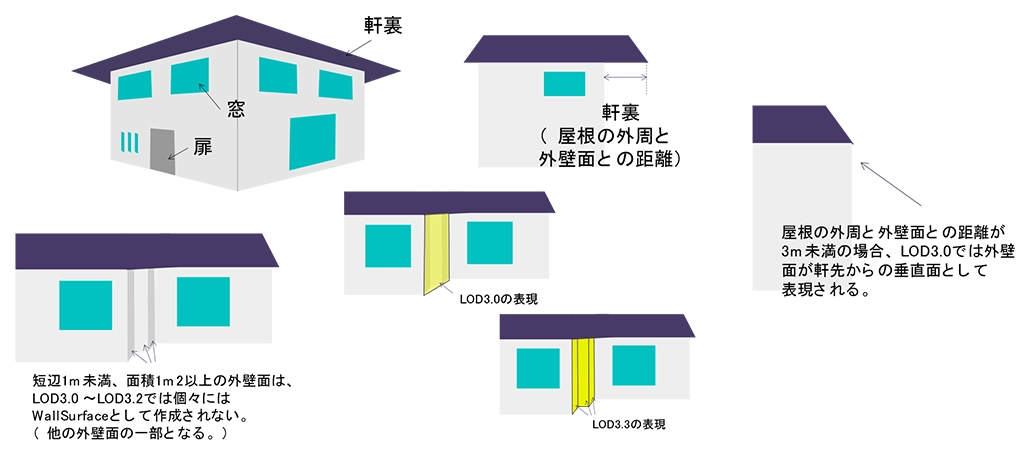 軒裏
窓
扉
軒裏
( 屋根の外周と
外壁面との距離)
屋根の外周と外壁面との距離が
3m未満の場合、LOD3.0では外壁
面が軒先からの垂直面として
表現される。
LOD3.0の表現
短辺1m未満、面積1m2以上の外壁面は、
LOD3.0～LOD3.2では個々には
WallSurfaceとして作成されない。
( 他の外壁面の一部となる。)
LOD3.3の表現